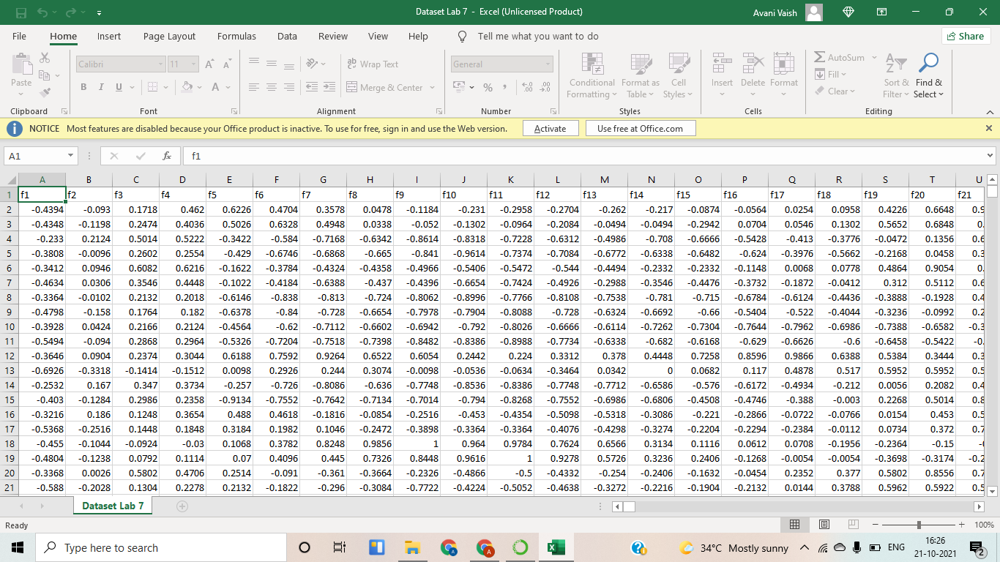 Dataset Lab 7 - Excel (Unlicensed Product) Avani Vaish
File Home Insert Page Layout Formulas Data Review View Help Tell me what you want to do Share
Calibri 11 Wrap Text General AutoSum
Paste B I U Merge & Center % Conditional Formatting Format as Table Cell Styles Insert Delete Format Fill Clear Sort & Filter Find & Select
Clipboard Font Alignment Number Styles Cells Editing
NOTICE Most features are disabled because your Office product is inactive. To use for free, sign in and use the Web version. Activate Use free at Office.com
A1 fx f1
A B C D E F G H I J K L M N O P Q R S T U
1 f1 f2 f3 f4 f5 f6 f7 f8 f9 f10 f11 f12 f13 f14 f15 f16 f17 f18 f19 f20 f21
2 -0.4394 -0.093 0.1718 0.462 0.6226 0.4704 0.3578 0.0478 -0.1184 -0.231 -0.2958 -0.2704 -0.262 -0.217 -0.0874 -0.0564 0.0254 0.0958 0.4226 0.6648
3 -0.4348 -0.1198 0.2474 0.4036 0.5026 0.6328 0.4948 0.0338 -0.052 -0.1302 -0.0964 -0.2084 -0.0494 -0.0494 -0.2942 0.0704 0.0546 0.1302 0.5652 0.6848
4 -0.233 0.2124 0.5014 0.5222 -0.3422 -0.584 -0.7168 -0.6342 -0.8614 -0.8318 -0.7228 -0.6312 -0.4986 -0.708 -0.6666 -0.5428 -0.413 -0.3776 -0.0472 0.1356
5 -0.3808 -0.0096 0.2602 0.2554 -0.429 -0.6746 -0.6868 -0.665 -0.841 -0.9614 -0.7374 -0.7084 -0.6772 -0.6338 -0.6482 -0.624 -0.3976 -0.5662 -0.2168 0.0458
6 -0.3412 0.0946 0.6082 0.6216 -0.1622 -0.3784 -0.4324 -0.4358 -0.4966 -0.5406 -0.5472 -0.544 -0.4494 -0.2332 -0.2332 -0.1148 0.0068 0.0778 0.4864 0.9054
7 -0.4634 0.0306 0.3546 0.4448 -0.1022 -0.4184 -0.6388 -0.437 -0.4396 -0.6654 -0.7424 -0.4926 -0.2988 -0.3546 -0.4476 -0.3732 -0.1872 -0.0412 0.312 0.5112
8 -0.3364 -0.0102 0.2132 0.2018 -0.6146 -0.838 -0.813 -0.724 -0.8062 -0.8996 -0.7766 -0.8108 -0.7538 -0.781 -0.715 -0.6784 -0.6124 -0.4436 -0.3888 -0.1928
9 -0.4798 -0.158 0.1764 0.182 -0.6378 -0.84 -0.728 -0.6654 -0.7978 -0.7904 -0.8088 -0.728 -0.6324 -0.6692 -0.66 -0.5404 -0.522 -0.4044 -0.3236 -0.0992
10 -0.3928 0.0424 0.2166 0.2124 -0.4564 -0.62 -0.7112 -0.6602 -0.6942 -0.792 -0.8026 -0.6666 -0.6114 -0.7262 -0.7304 -0.7644 -0.7962 -0.6986 -0.7388 -0.6582
11 -0.5494 -0.094 0.2868 0.2964 -0.5326 -0.7204 -0.7518 -0.7398 -0.8482 -0.8386 -0.8988 -0.7734 -0.6338 -0.682 -0.6168 -0.629 -0.6626 -0.6 -0.6458 -0.5422
12 -0.3646 0.0904 0.2374 0.3044 0.6188 0.7592 0.9264 0.6522 0.6054 0.2442 0.224 0.3312 0.378 0.4448 0.7258 0.8596 0.9866 0.6388 0.5384 0.3444
13 -0.6926 -0.3318 -0.1414 -0.1512 0.0098 0.2926 0.244 0.3074 -0.0098 -0.0536 -0.0634 -0.3464 0.0342 0 0.0682 0.117 0.4878 0.517 0.5952 0.5952
14 -0.2532 0.167 0.347 0.3734 -0.257 -0.726 -0.8086 -0.636 -0.7748 -0.8536 -0.8386 -0.7748 -0.7712 -0.6586 -0.576 -0.6172 -0.4934 -0.212 0.0056 0.2082
15 -0.403 -0.1284 0.2986 0.2358 -0.9134 -0.7552 -0.7642 -0.7134 -0.7014 -0.794 -0.8268 -0.7552 -0.6986 -0.6806 -0.4508 -0.4746 -0.388 -0.003 0.2268 0.5014
16 -0.3216 0.186 0.1248 0.3654 0.488 0.4618 -0.1816 -0.0854 -0.2516 -0.453 -0.4354 -0.5098 -0.5318 -0.3086 -0.221 -0.2866 -0.0722 -0.0766 0.0154 0.453
17 -0.5368 -0.2516 0.1448 0.1848 0.3184 0.1982 0.1046 -0.2472 -0.3898 -0.3364 -0.3364 -0.4076 -0.4298 -0.3274 -0.2204 -0.2294 -0.2384 -0.0112 0.0734 0.372
18 -0.455 -0.1044 -0.0924 -0.03 0.1068 0.3782 0.8248 0.9856 1 0.964 0.9784 0.7624 0.6566 0.3134 0.1116 0.0612 0.0708 -0.1956 -0.2364 -0.15
19 -0.4804 -0.1238 0.0792 0.1114 0.07 0.4096 0.445 0.7326 0.8448 0.9616 1 0.9278 0.5726 0.3236 0.2406 -0.1268 -0.0054 -0.0054 -0.3698 -0.3174
20 -0.3368 0.0026 0.5802 0.4706 0.2514 -0.091 -0.361 -0.3664 -0.2326 -0.4866 -0.5 -0.4332 -0.254 -0.2406 -0.1632 -0.0454 0.2352 0.377 0.5802 0.8556
21 -0.588 -0.2028 0.1304 0.2278 0.2132 -0.1822 -0.296 -0.3084 -0.7722 -0.4224 -0.5052 -0.4638 -0.3272 -0.2216 -0.1904 -0.2132 0.0144 0.3788 0.5962 0.5922
Dataset Lab 7
Ready 100%
Type here to search 34°C Mostly sunny ENG 16:26
21-10-2021 2